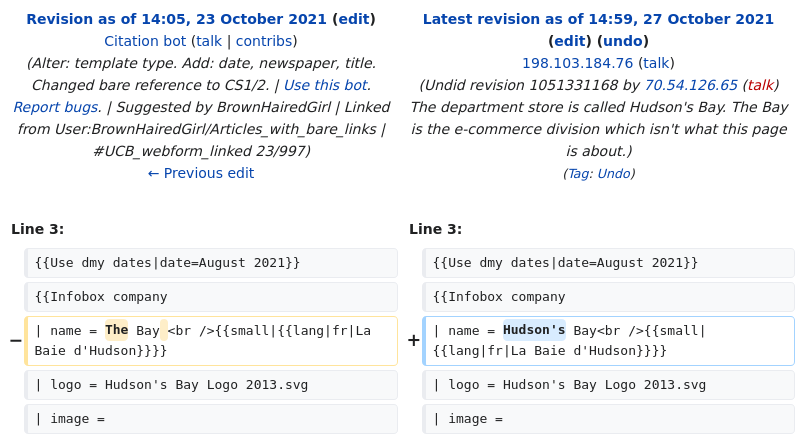 Revision as of 14:05, 23 October 2021 (edit)
Citation bot (talk | contribs)
(Alter: template type. Add: date, newspaper, title.
Changed bare reference to CS1/2. | Use this bot.
Report bugs. | Suggested by BrownHairedGirl | Linked
from User:BrownHairedGirl/Articles_with_bare_links |
#UCB_webform_linked 23/997)
← Previous edit
Latest revision as of 14:59, 27 October 2021
(edit) (undo)
198.103.184.76 (talk)
(Undid revision 1051331168 by 70.54.126.65 (talk)
The department store is called Hudson's Bay. The Bay
is the e-commerce division which isn't what this page
is about.)
(Tag: Undo)
Line 3:
{{Use dmy dates|date=August 2021}}
{{Infobox company
− | name = The Bay <br />{{small|{{lang|fr|La
Baie d'Hudson}}}}
| logo = Hudson's Bay Logo 2013.svg
| image =
Line 3:
{{Use dmy dates|date=August 2021}}
{{Infobox company
+ | name = Hudson's Bay<br />{{small|
{{lang|fr|La Baie d'Hudson}}}}
| logo = Hudson's Bay Logo 2013.svg
| image =